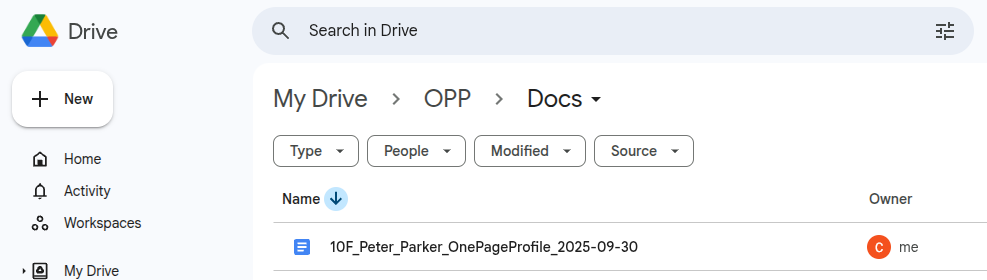 Drive
Search in Drive
New
My Drive > OPP > Docs
Type People Modified Source
Home
Activity
Workspaces
My Drive
Name Owner
10F_Peter_Parker_OnePageProfile_2025-09-30 C me